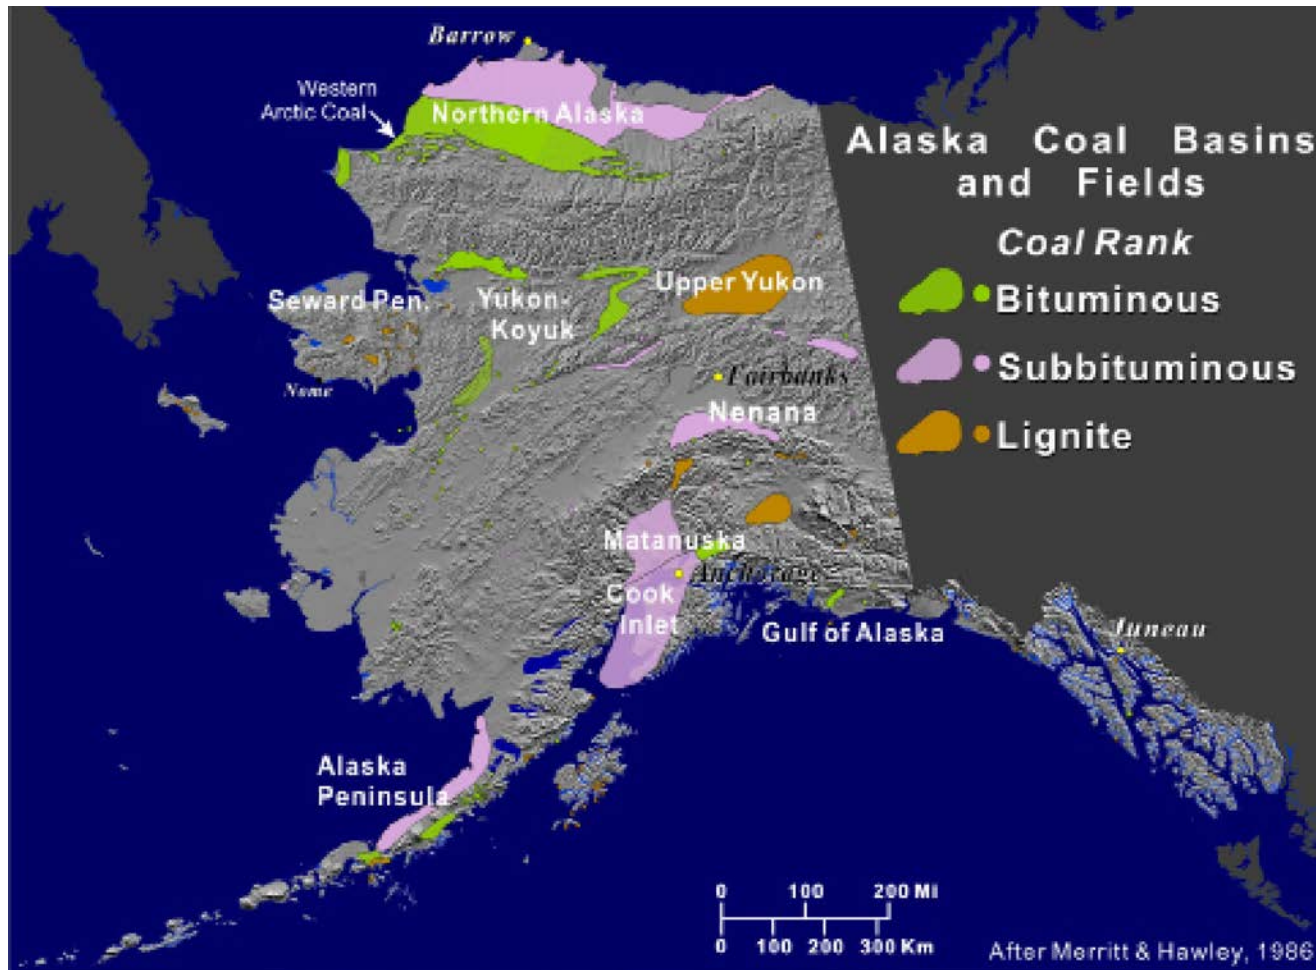 Barrow
Western
Arctic Coal
Northern Alaska
Alaska Coal Basins
and Fields
Coal Rank
Bituminous
Subbituminous
Lignite
Seward Pen.
Yukon-
Koyuk
Upper Yukon
Nome
Fairbanks
Nenana
Matanuska
Anchorage
Cook
Inlet
Gulf of Alaska
Juneau
Alaska
Peninsula
0 100 200 Mi
0 100 200 300 Km
After Merritt & Hawley, 1986